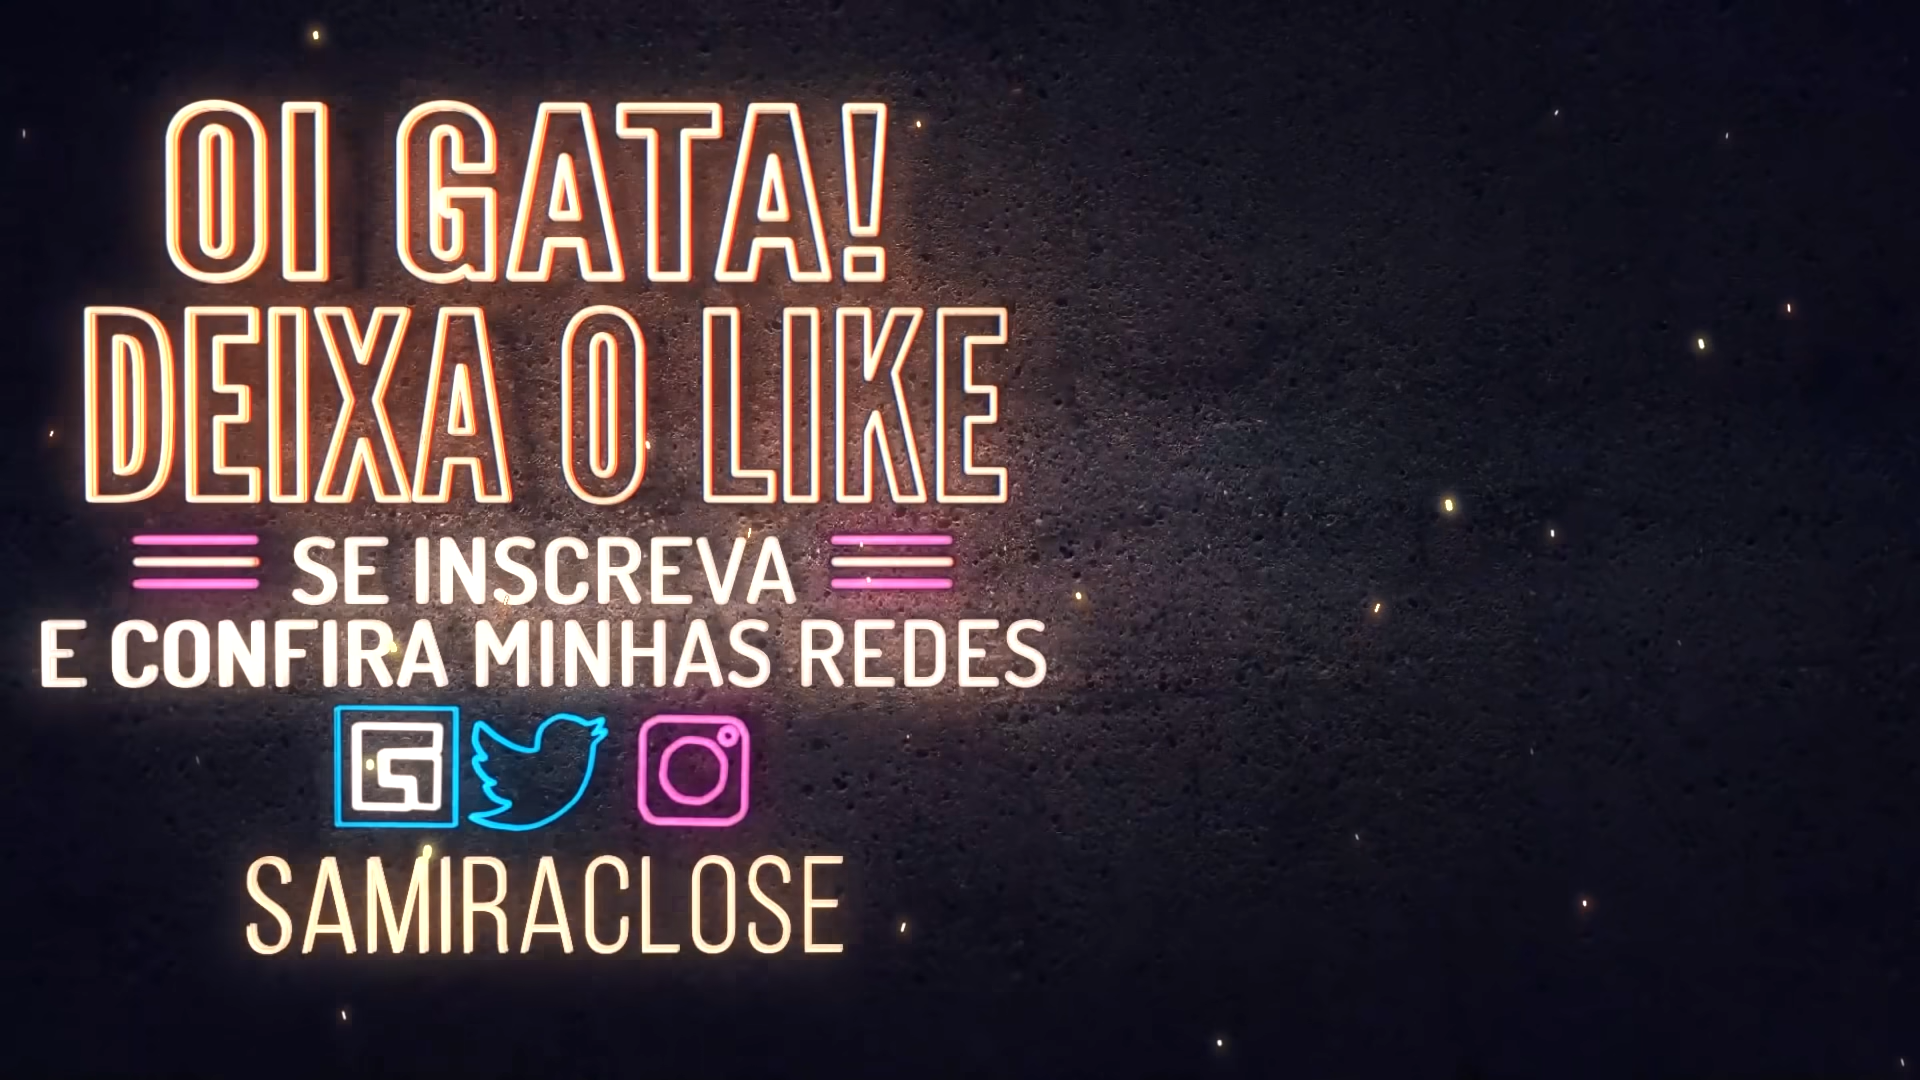 OI GATA!
DEIXA O LIKE
SE INSCREVA
E CONFIRA MINHAS REDES
SAMIRACLOSE